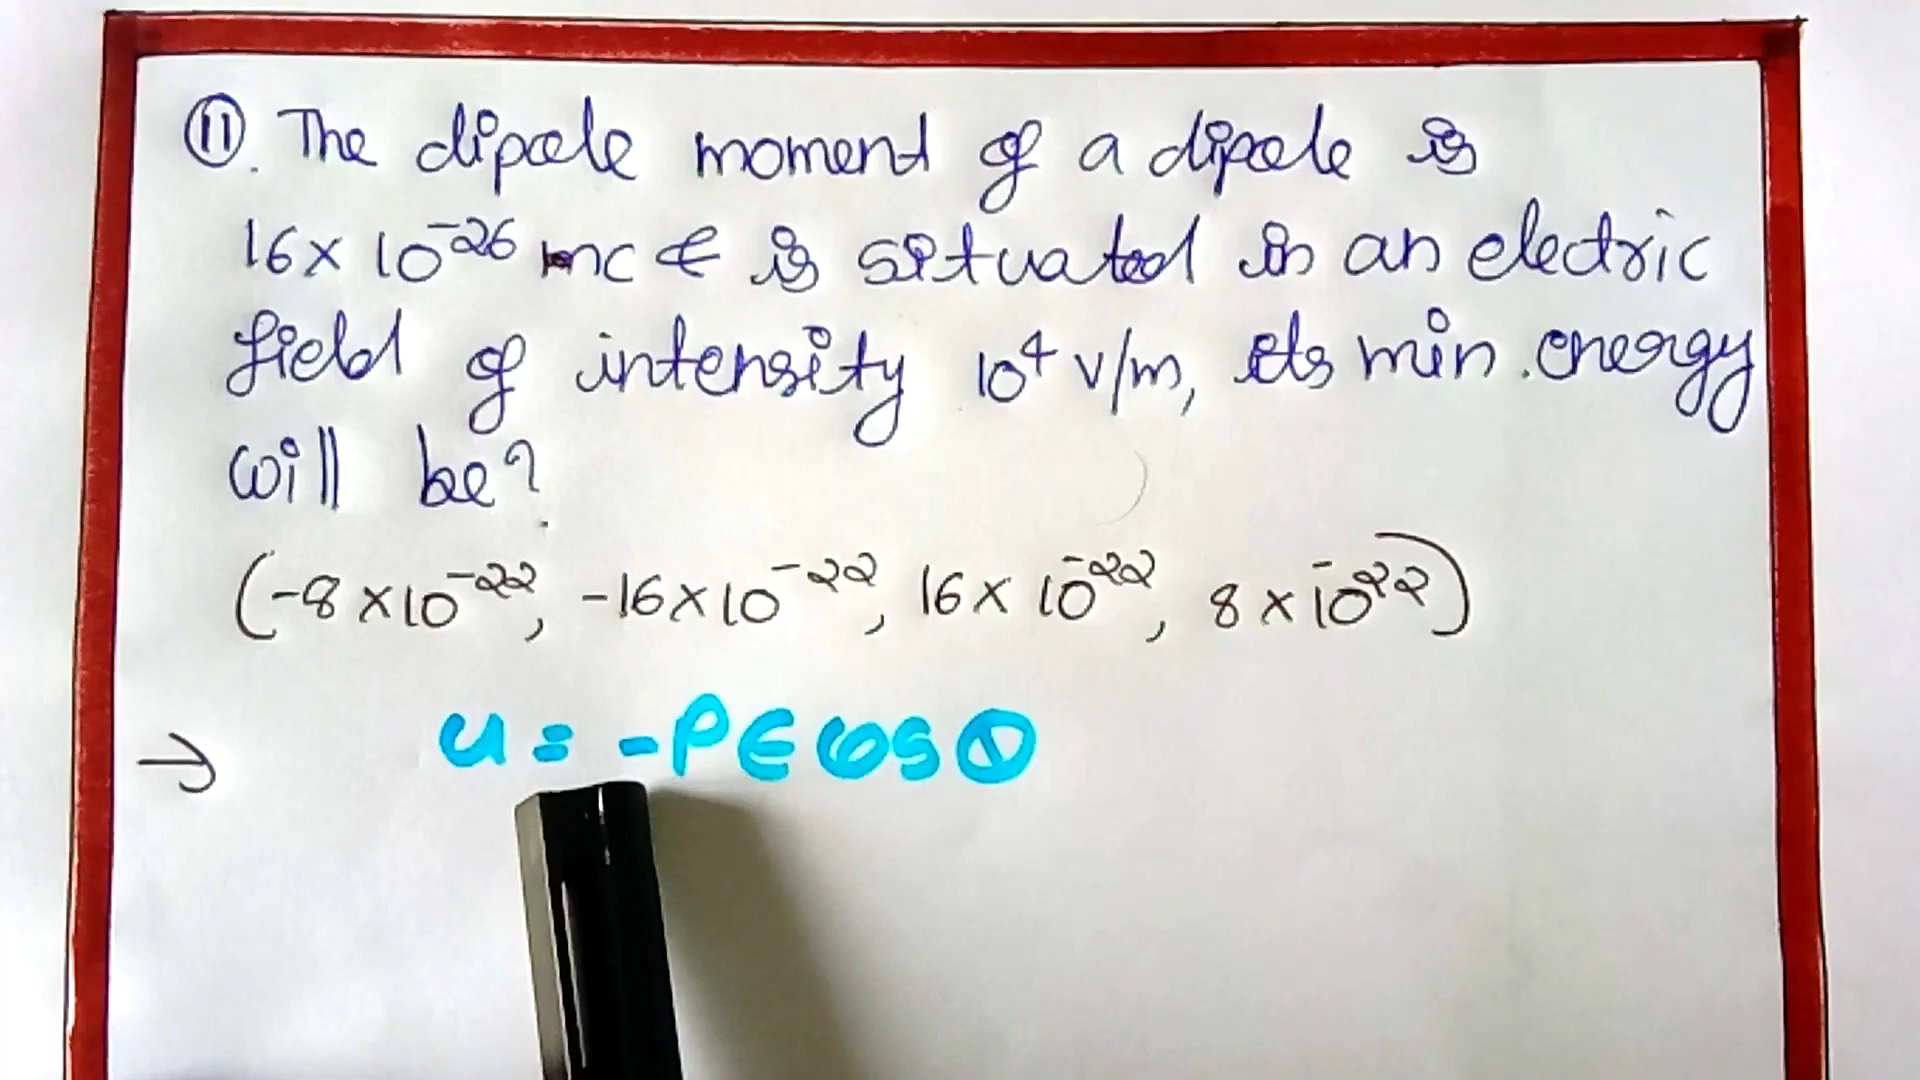 11. The dipole moment of a dipole is
16 × 10⁻²⁶ mc & is situated in an electric
field of intensity 10⁴ v/m, its min. energy
will be?
(-8 × 10⁻²², -16 × 10⁻²², 16 × 10⁻²², 8 × 10⁻²²)
→ u = -PE cos θ